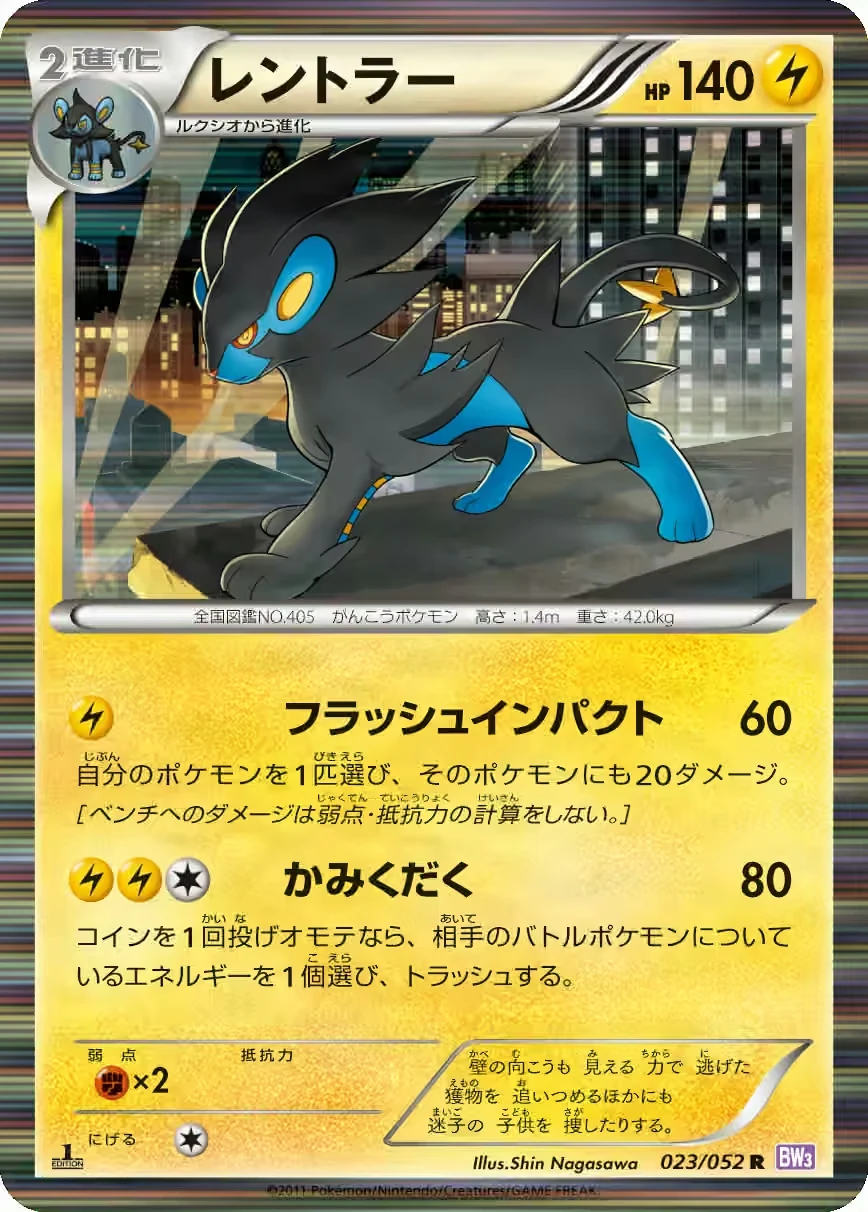 2進化
レントラー
HP 140
ルクシオから進化
全国図鑑NO.405 がんこうポケモン 高さ：1.4m 重さ：42.0kg
フラッシュインパクト 60
自分のポケモンを1匹選び、そのポケモンにも20ダメージ。
[ベンチへのダメージは弱点・抵抗力の計算をしない。]
かみくだく 80
コインを1回投げオモテなら、相手のバトルポケモンについて
いるエネルギーを1個選び、トラッシュする。
弱点 抵抗力
×2
にげる
壁の向こうも 見える 力で 逃げた
獲物を 追いつめるほかにも
迷子の 子供を 捜したりする。
1 EDITION
Illus.Shin Nagasawa 023/052 R BW3
©2011 Pokémon/Nintendo/Creatures/GAME FREAK.